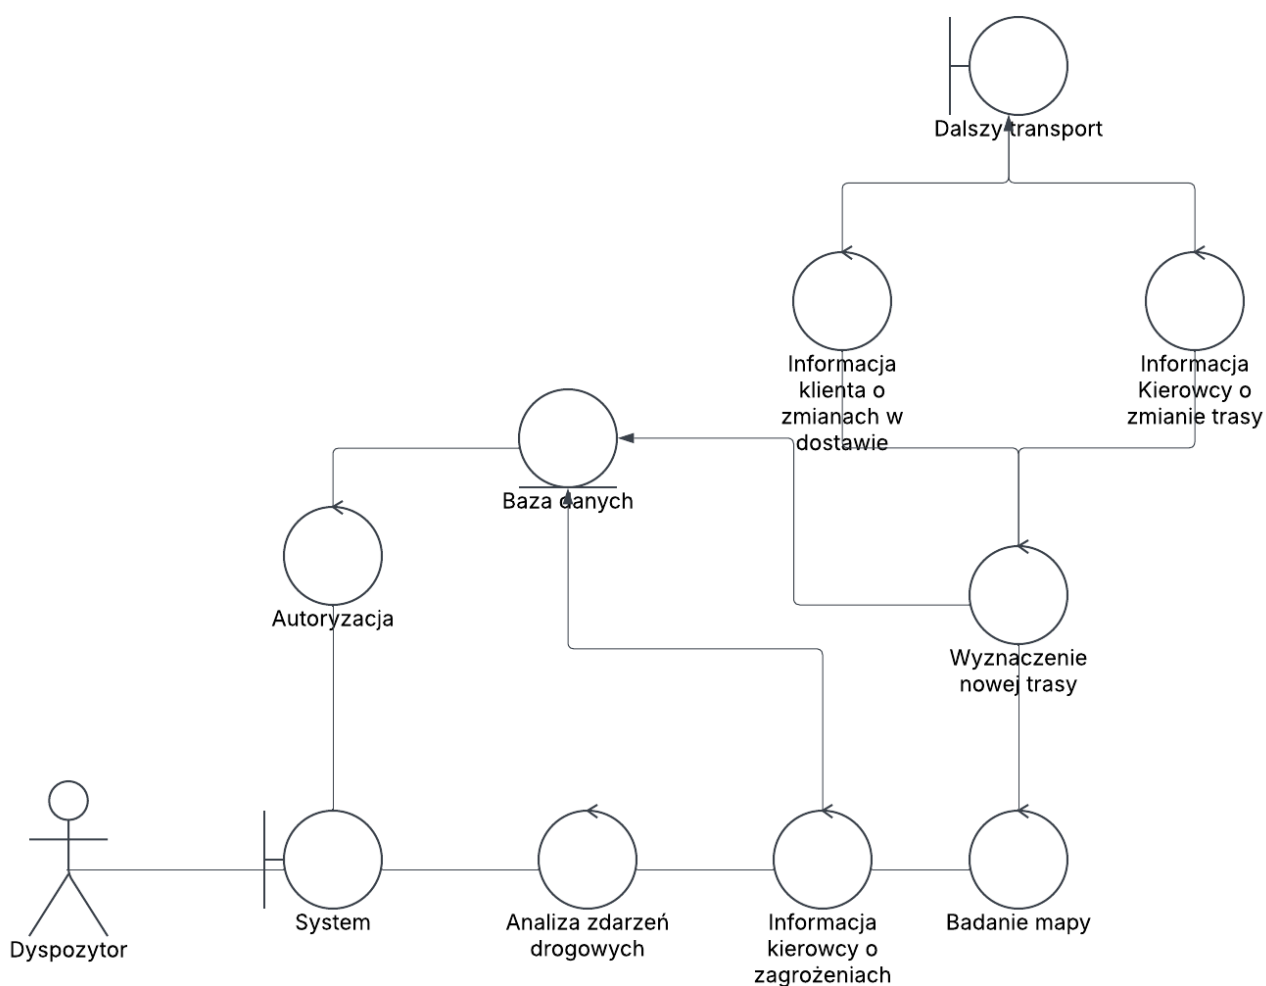 Dalszy transport
Informacja
klienta o
zmianach w
dostawie
Informacja
Kierowcy o
zmianie trasy
Baza danych
Autoryzacja
Wyznaczenie
nowej trasy
Dyspozytor
System
Analiza zdarzeń
drogowych
Informacja
kierowcy o
zagrożeniach
Badanie mapy